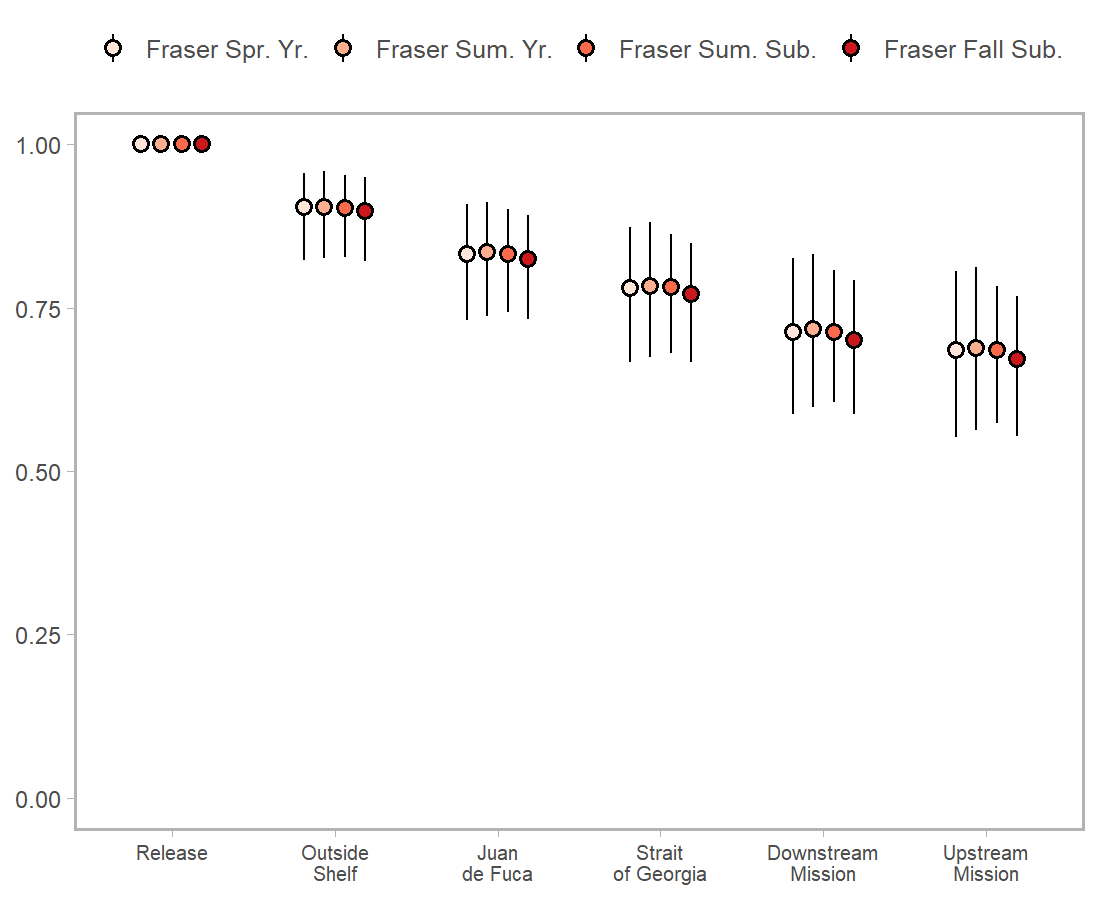 Fraser Spr. Yr. Fraser Sum. Yr. Fraser Sum. Sub. Fraser Fall Sub.
1.00
0.75
0.50
0.25
0.00
Release Outside Juan Strait Downstream Upstream
Shelf de Fuca of Georgia Mission Mission